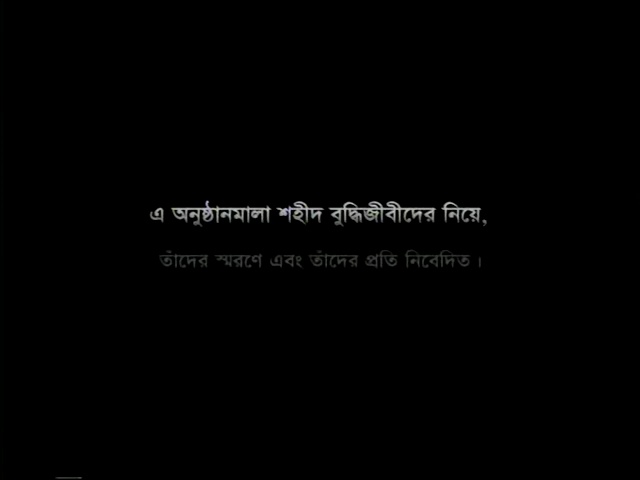 এ অনুষ্ঠানমালা শহীদ বুদ্ধিজীবীদের নিয়ে,
তাঁদের স্মরণে এবং তাঁদের প্রতি নিবেদিত।